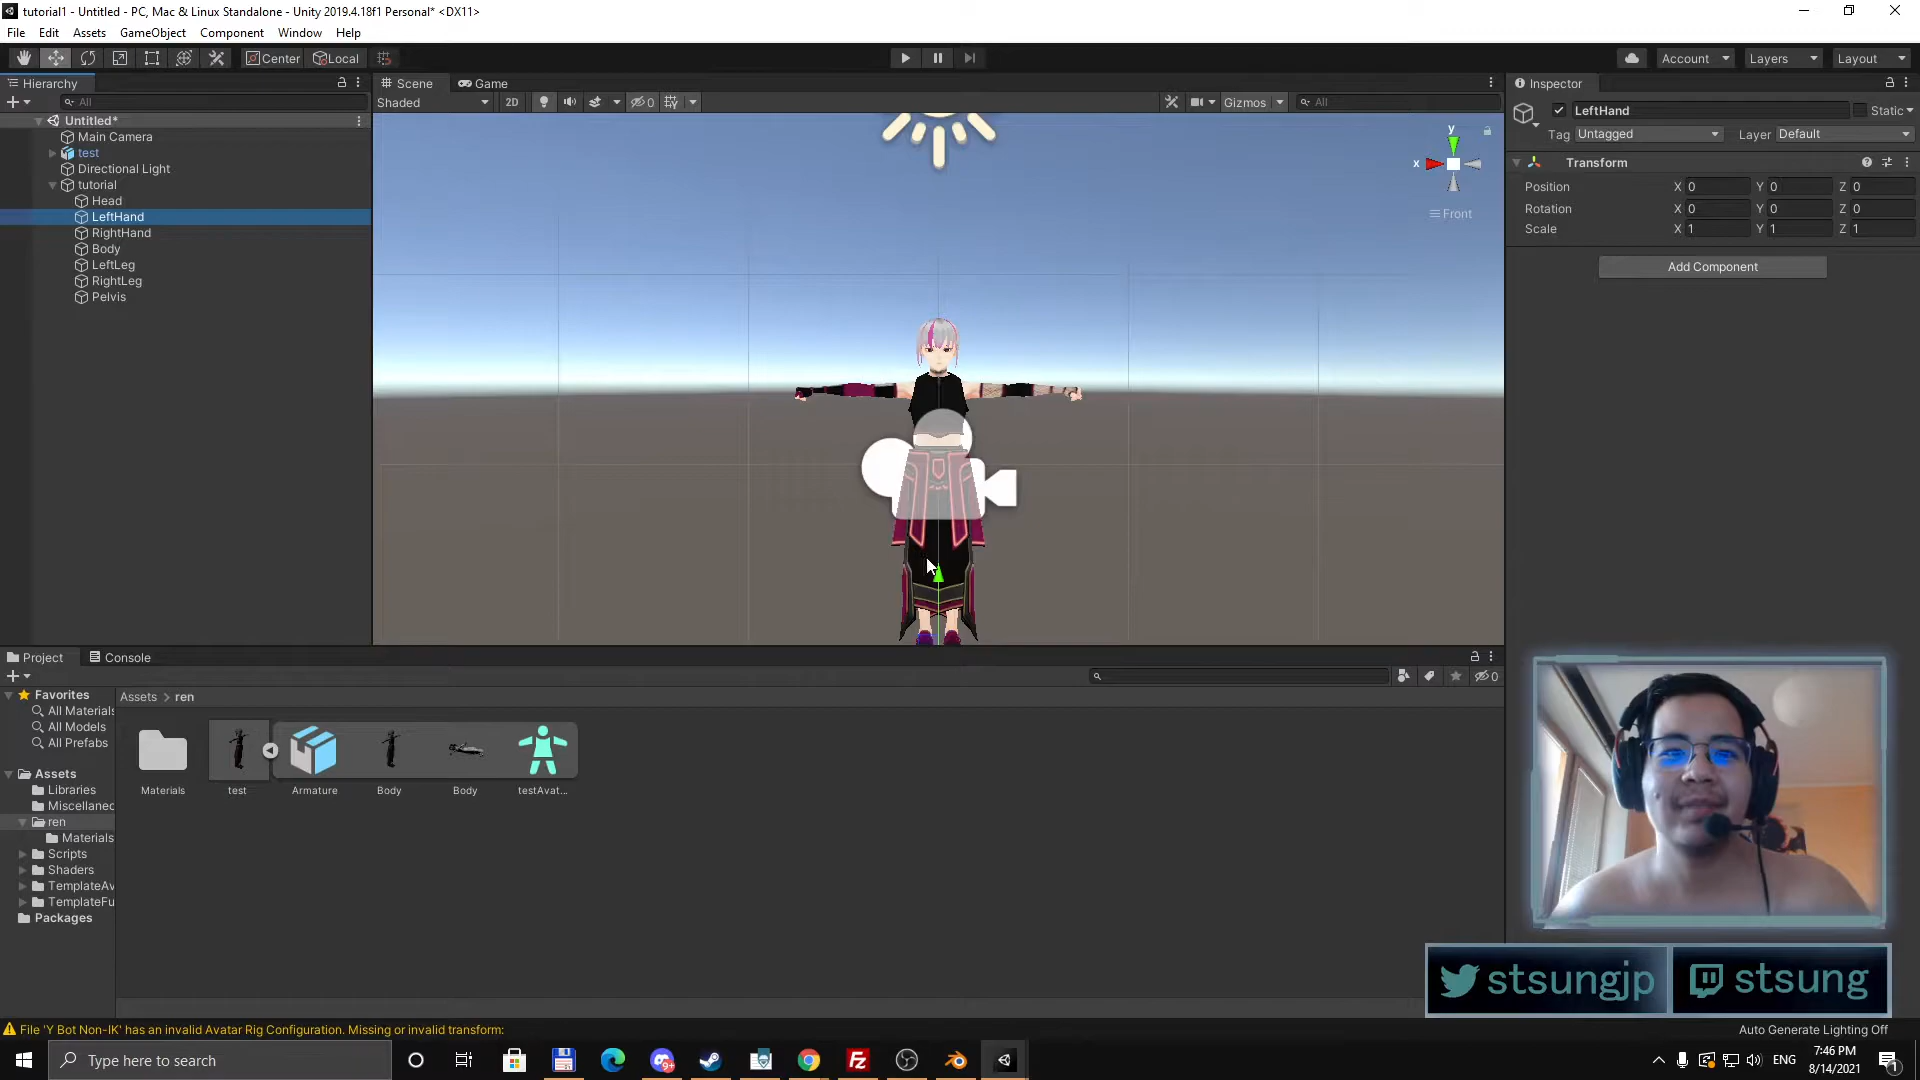 tutorial1 - Untitled - PC, Mac & Linux Standalone - Unity 2019.4.18f1 Personal* <DX11>
File Edit Assets GameObject Component Window Help
Center Local Account Layers Layout
Hierarchy
All
Untitled*
Main Camera
test
Directional Light
tutorial
Head
LeftHand
RightHand
Body
LeftLeg
RightLeg
Pelvis
Scene Game
Shaded 2D 0 Gizmos All
y
x
Front
Inspector
LeftHand Static
Tag Untagged Layer Default
Transform
Position X 0 Y 0 Z 0
Rotation X 0 Y 0 Z 0
Scale X 1 Y 1 Z 1
Add Component
Project Console
0
Favorites
All Materials
All Models
All Prefabs
Assets
Libraries
Miscellaneo
ren
Materials
Scripts
Shaders
TemplateAv
TemplateFu
Packages
Assets > ren
Materials test Armature Body Body testAvat...
stsungjp stsung
File 'Y Bot Non-IK' has an invalid Avatar Rig Configuration. Missing or invalid transform:
Auto Generate Lighting Off
Type here to search
9+
FZ
ENG
7:46 PM
8/14/2021
1